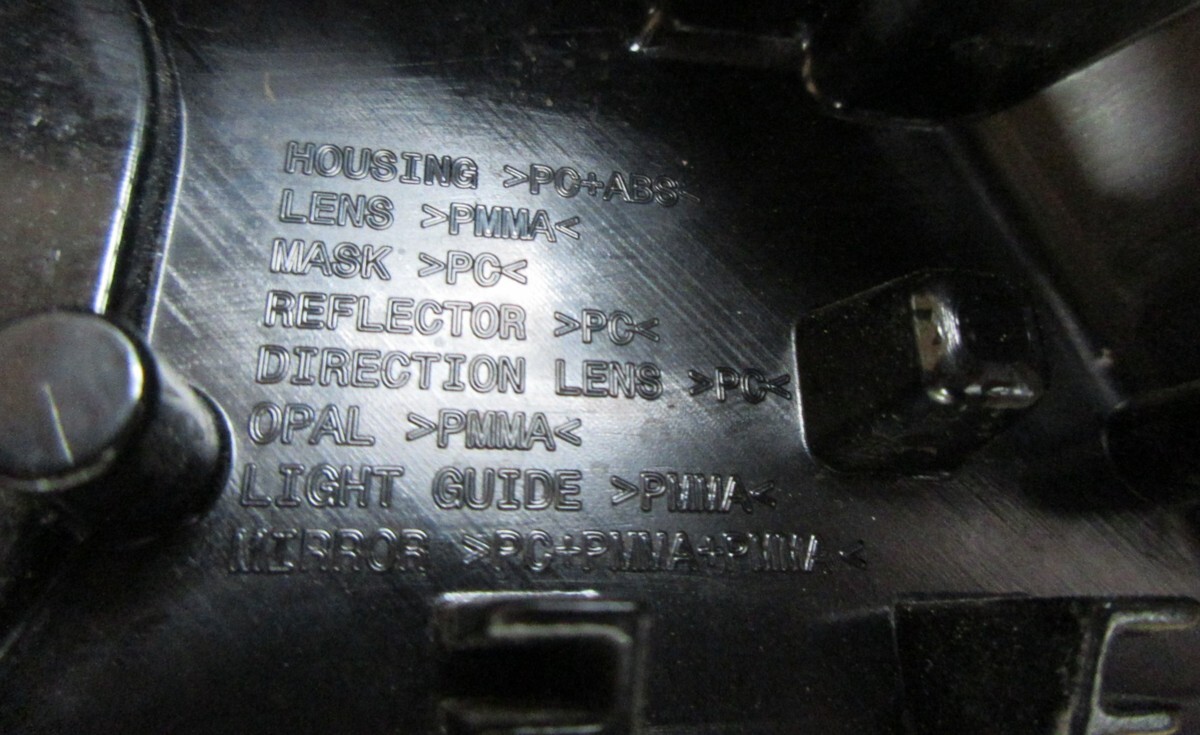 HOUSING >PC+ABS<
LENS >PMMA<
MASK >PC<
REFLECTOR >PC<
DIRECTION LENS >PC<
OPAL >PMMA<
LIGHT GUIDE >PMMA<
MIRROR >PC+PMMA+PMMA<